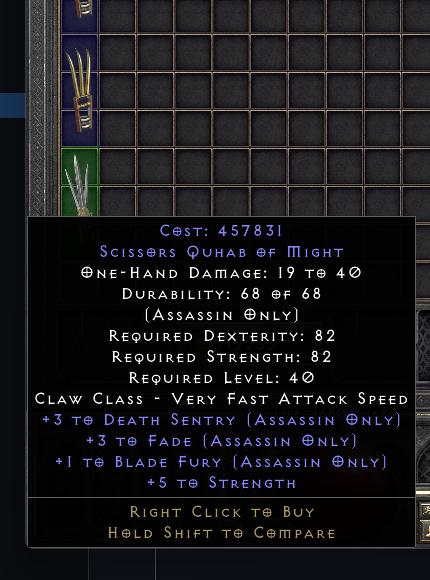 Cost: 457831
Scissors Quhab of Might
One-Hand Damage: 19 to 40
Durability: 68 of 68
(Assassin Only)
Required Dexterity: 82
Required Strength: 82
Required Level: 40
Claw Class - Very Fast Attack Speed
+3 to Death Sentry (Assassin Only)
+3 to Fade (Assassin Only)
+1 to Blade Fury (Assassin Only)
+5 to Strength
Right Click to Buy
Hold Shift to Compare